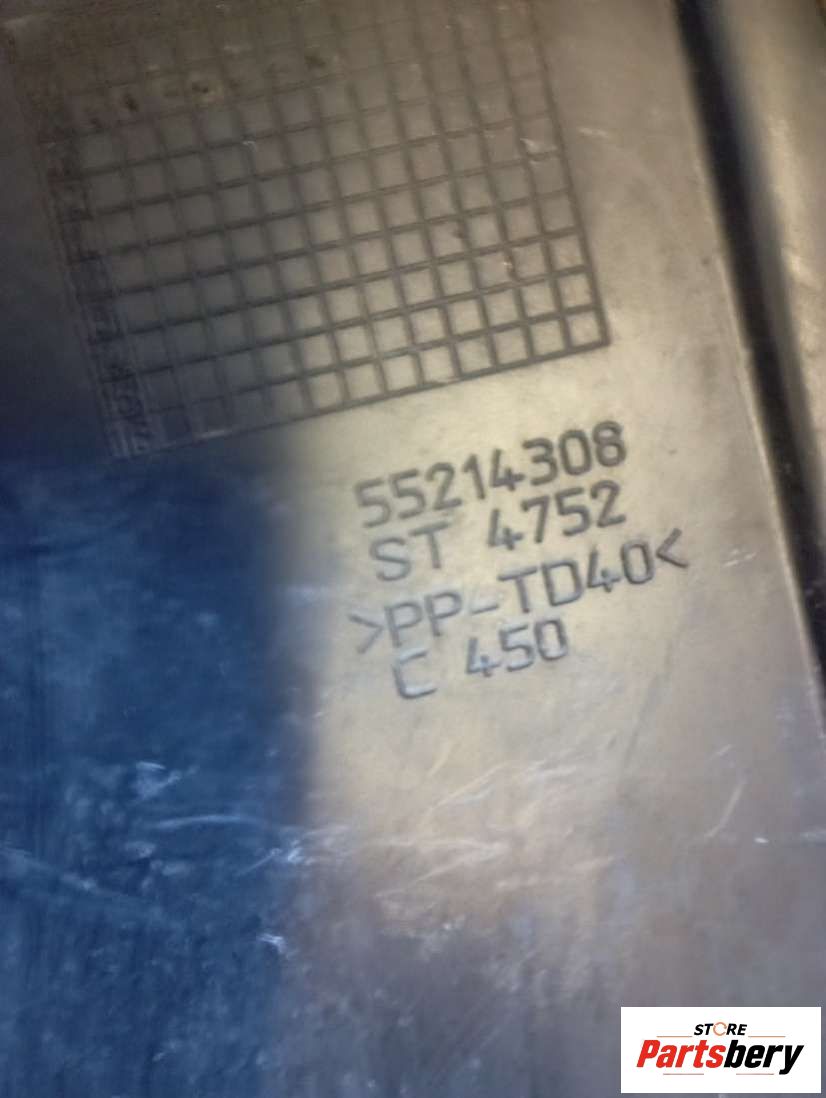 55214308
ST 4752
>PP-TD40<
C 450
STORE
Partsbery